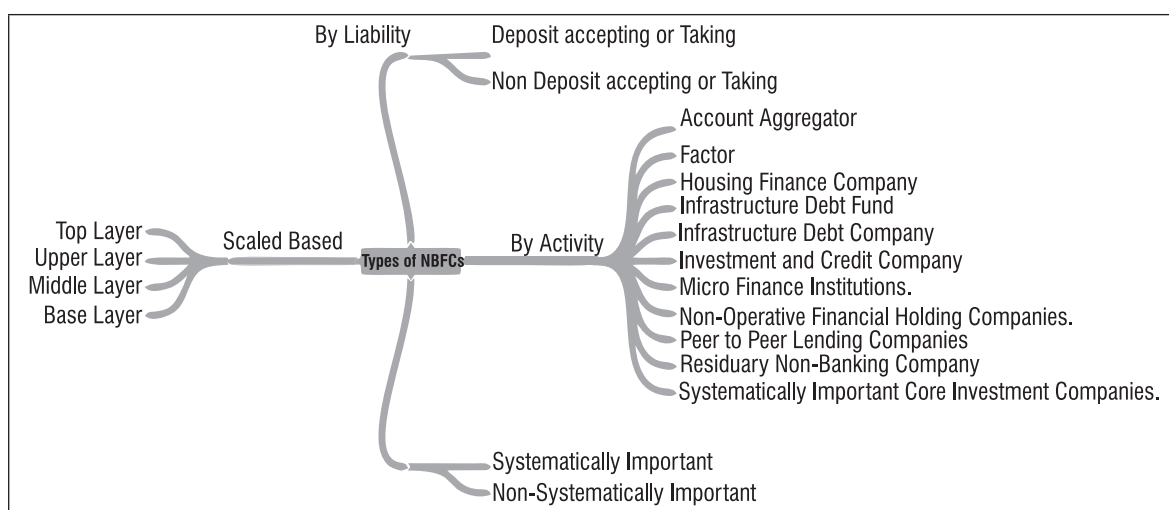 By Liability
Deposit accepting or Taking
Non Deposit accepting or Taking
Account Aggregator
Factor
Housing Finance Company
Infrastructure Debt Fund
Infrastructure Debt Company
Investment and Credit Company
Micro Finance Institutions.
Non-Operative Financial Holding Companies.
Peer to Peer Lending Companies
Residuary Non-Banking Company
Systematically Important Core Investment Companies.
By Activity
Types of NBFCs
Scaled Based
Top Layer
Upper Layer
Middle Layer
Base Layer
Systematically Important
Non-Systematically Important